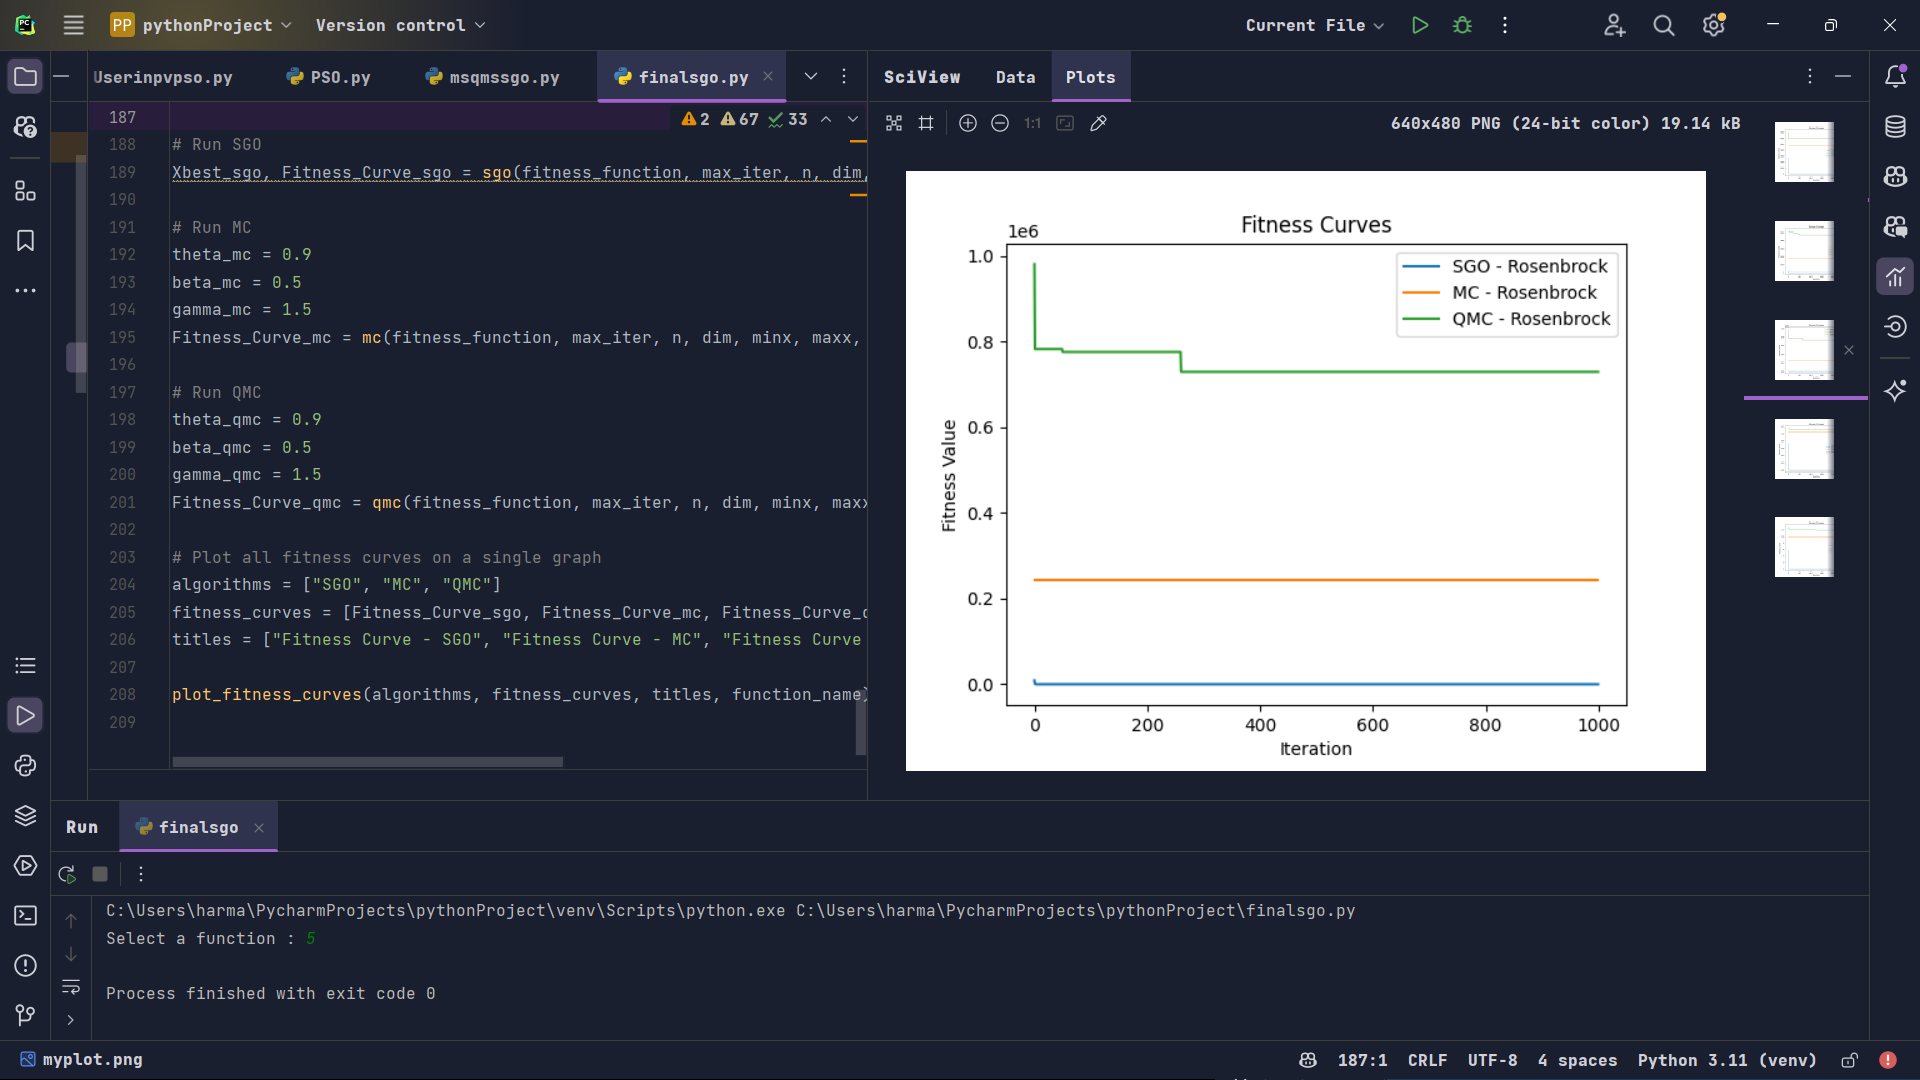 PP pythonProject Version control Current File
Userinpvpso.py PSO.py msqmssgo.py finalsgo.py
SciView Data Plots
2 67 33
1:1 640x480 PNG (24-bit color) 19.14 kB
187
188 # Run SGO
189 Xbest_sgo, Fitness_Curve_sgo = sgo(fitness_function, max_iter, n, dim,
190
191 # Run MC
192 theta_mc = 0.9
193 beta_mc = 0.5
194 gamma_mc = 1.5
195 Fitness_Curve_mc = mc(fitness_function, max_iter, n, dim, minx, maxx,
196
197 # Run QMC
198 theta_qmc = 0.9
199 beta_qmc = 0.5
200 gamma_qmc = 1.5
201 Fitness_Curve_qmc = qmc(fitness_function, max_iter, n, dim, minx, maxx
202
203 # Plot all fitness curves on a single graph
204 algorithms = ["SGO", "MC", "QMC"]
205 fitness_curves = [Fitness_Curve_sgo, Fitness_Curve_mc, Fitness_Curve_q
206 titles = ["Fitness Curve - SGO", "Fitness Curve - MC", "Fitness Curve
207
208 plot_fitness_curves(algorithms, fitness_curves, titles, function_name)
209
Fitness Curves
1e6
1.0
0.8
0.6
0.4
0.2
0.0
Fitness Value
SGO - Rosenbrock
MC - Rosenbrock
QMC - Rosenbrock
0 200 400 600 800 1000
Iteration
Run finalsgo
C:\Users\harma\PycharmProjects\pythonProject\venv\Scripts\python.exe C:\Users\harma\PycharmProjects\pythonProject\finalsgo.py
Select a function : 5
Process finished with exit code 0
myplot.png 187:1 CRLF UTF-8 4 spaces Python 3.11 (venv)